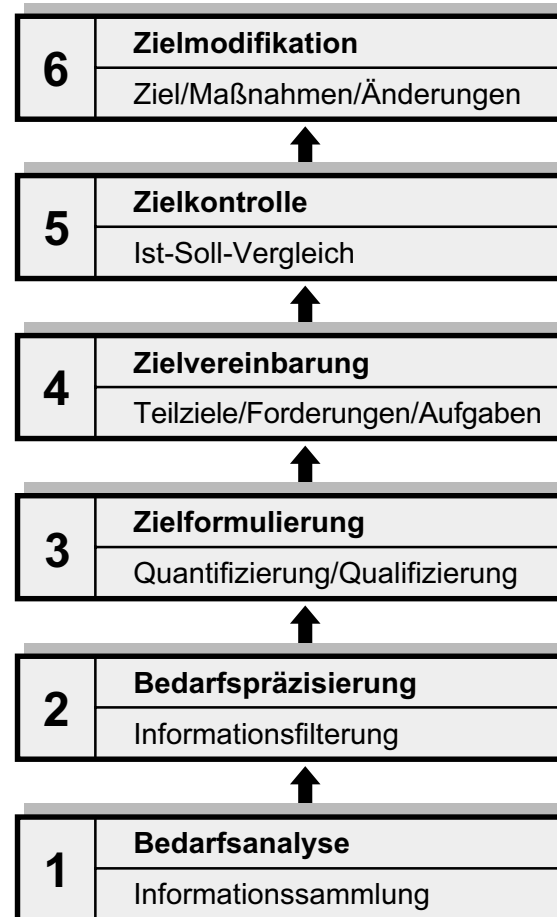 6
Zielmodifikation
Ziel/Maßnahmen/Änderungen
5
Zielkontrolle
Ist-Soll-Vergleich
4
Zielvereinbarung
Teilziele/Forderungen/Aufgaben
3
Zielformulierung
Quantifizierung/Qualifizierung
2
Bedarfspräzisierung
Informationsfilterung
1
Bedarfsanalyse
Informationssammlung